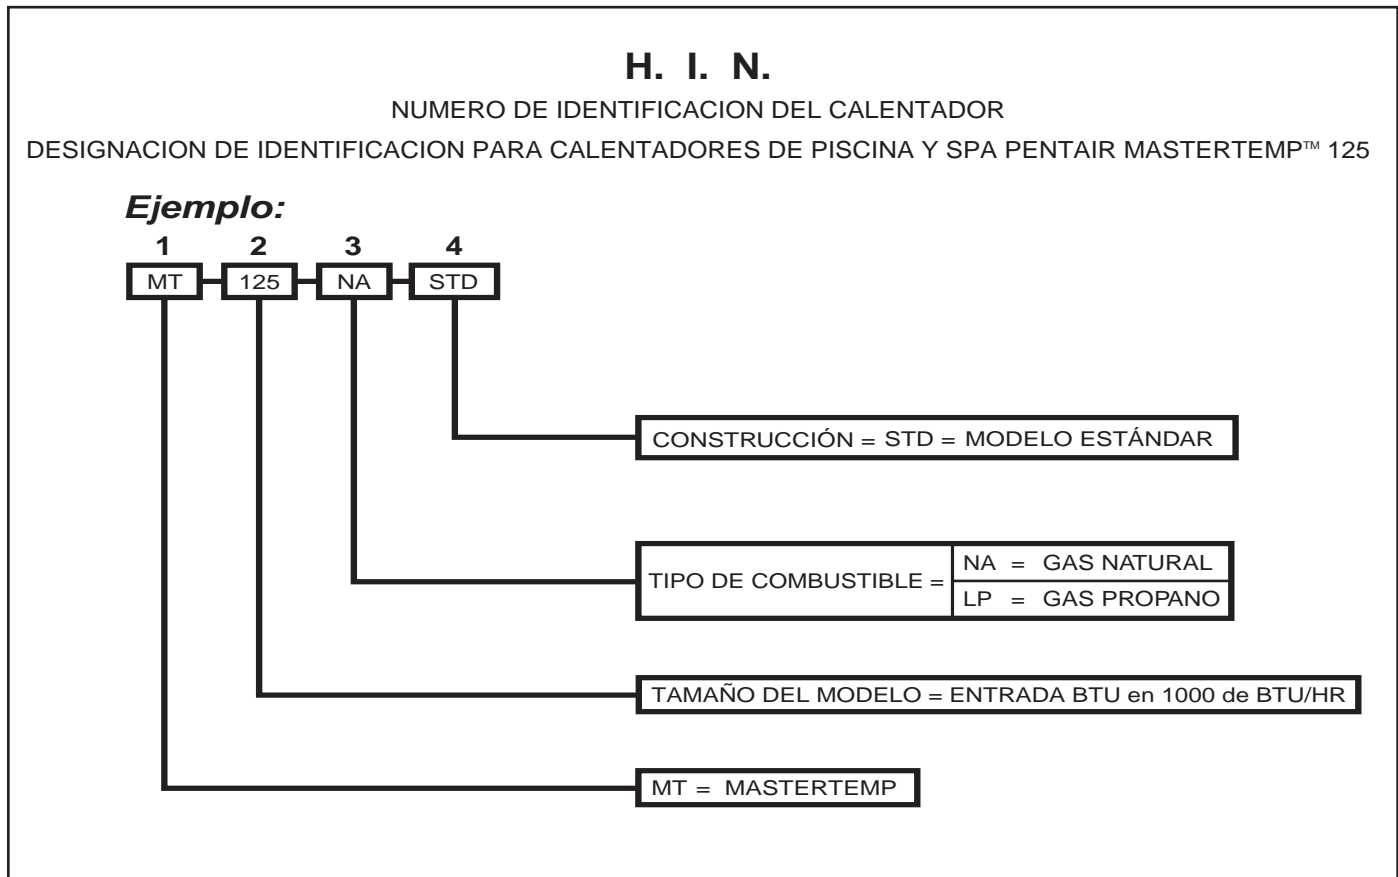 H. I. N.
NUMERO DE IDENTIFICACION DEL CALENTADOR
DESIGNACION DE IDENTIFICACION PARA CALENTADORES DE PISCINA Y SPA PENTAIR MASTERTEMP™ 125
Ejemplo:
1 2 3 4
MT 125 NA STD
CONSTRUCCIÓN = STD = MODELO ESTÁNDAR
TIPO DE COMBUSTIBLE =
NA = GAS NATURAL
LP = GAS PROPANO
TAMAÑO DEL MODELO = ENTRADA BTU en 1000 de BTU/HR
MT = MASTERTEMP